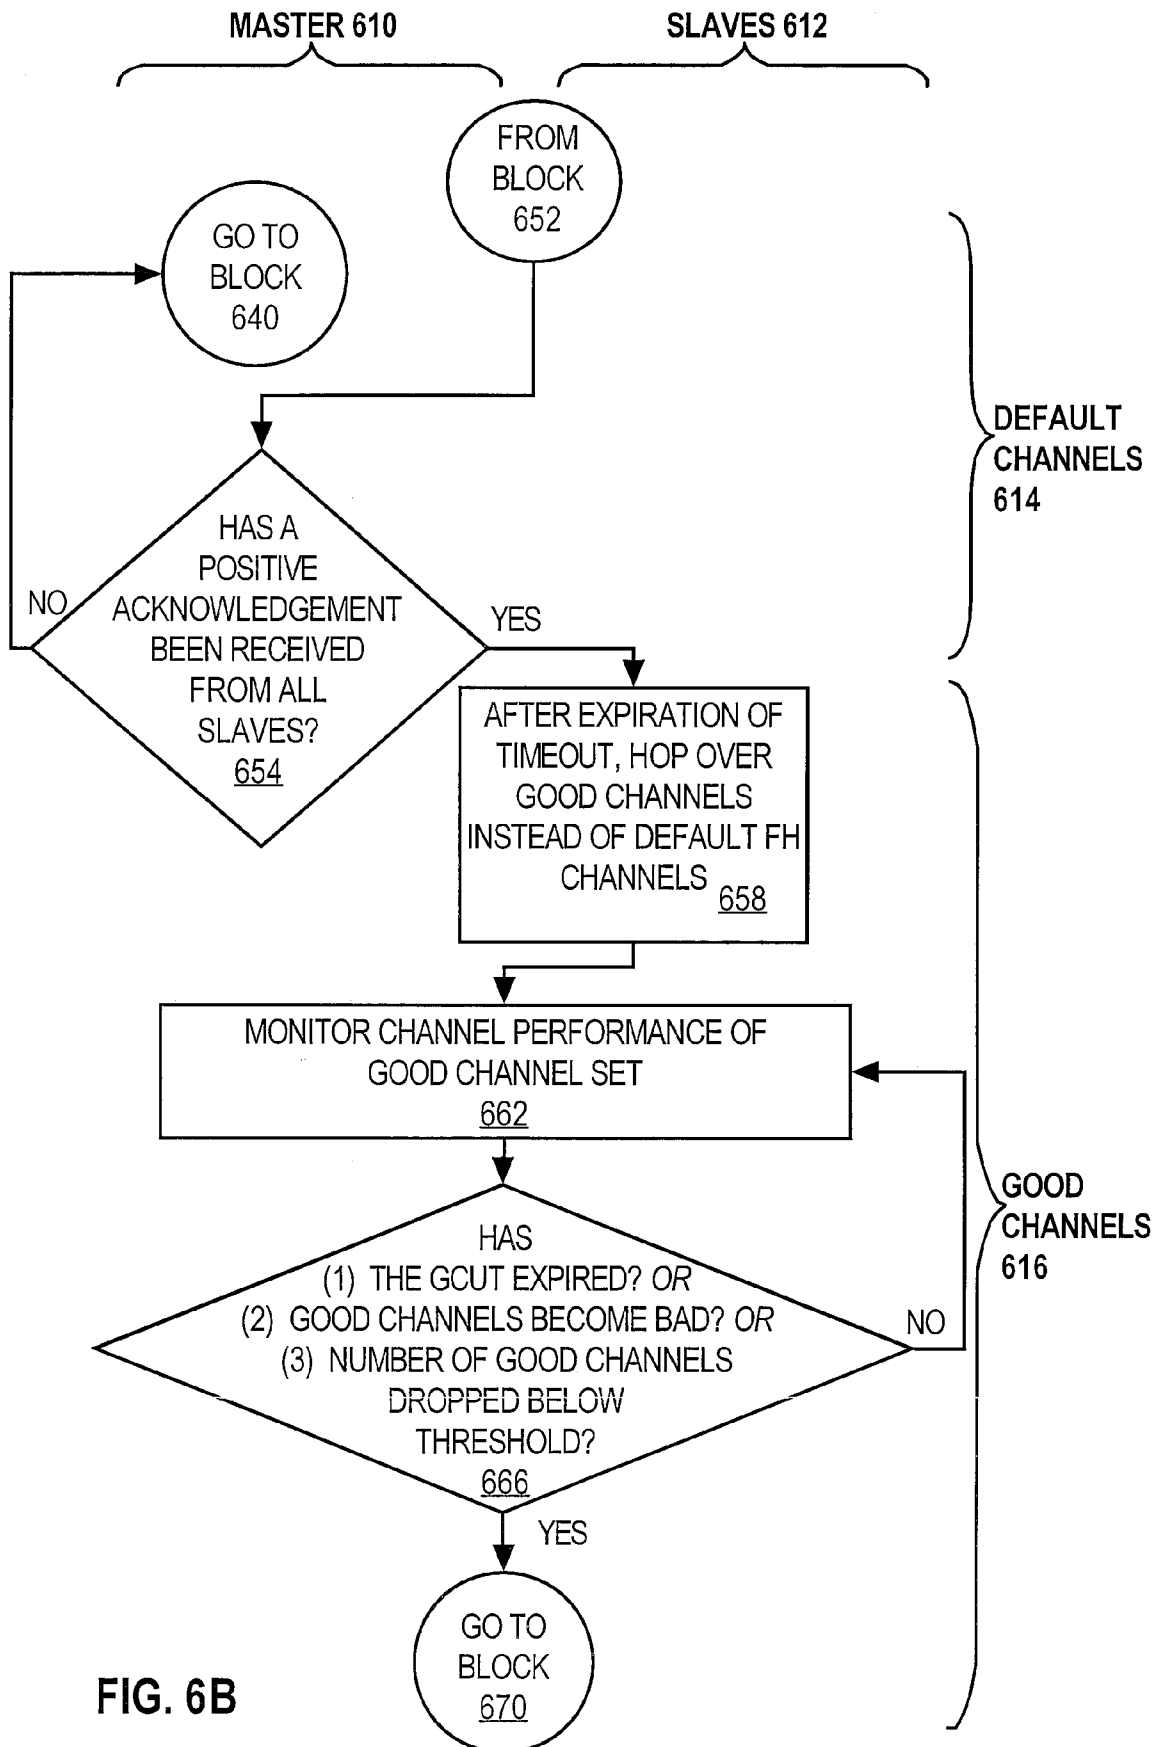 MASTER 610
SLAVES 612
FROM
BLOCK
652
GO TO
BLOCK
640
DEFAULT
CHANNELS
614
HAS A
POSITIVE
ACKNOWLEDGEMENT
BEEN RECEIVED
FROM ALL
SLAVES?
654
NO
YES
AFTER EXPIRATION OF
TIMEOUT, HOP OVER
GOOD CHANNELS
INSTEAD OF DEFAULT FH
CHANNELS
658
MONITOR CHANNEL PERFORMANCE OF
GOOD CHANNEL SET
662
GOOD
CHANNELS
616
HAS
(1) THE GCUT EXPIRED? OR
(2) GOOD CHANNELS BECOME BAD? OR
(3) NUMBER OF GOOD CHANNELS
DROPPED BELOW
THRESHOLD?
666
NO
YES
GO TO
BLOCK
670
FIG. 6B